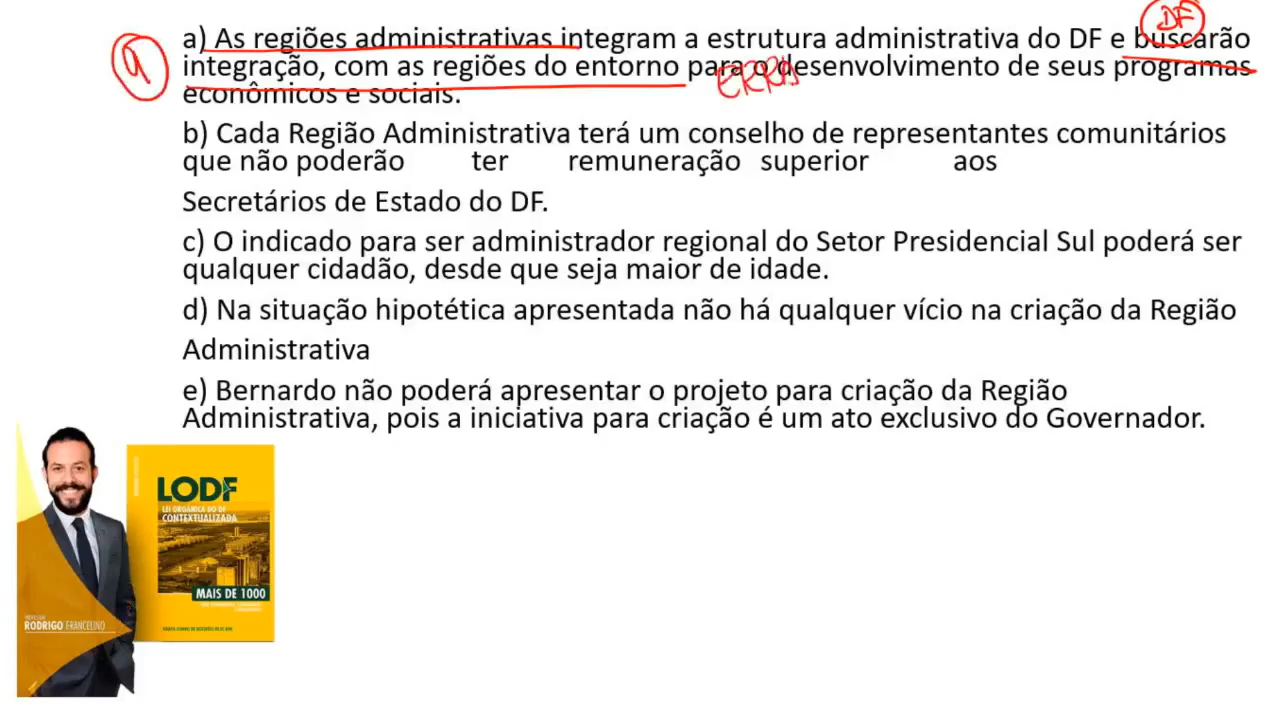 DF
a) As regiões administrativas integram a estrutura administrativa do DF e buscarão
9
integração, com as regiões do entorno para o desenvolvimento de seus programas
ERRA
econômicos e sociais.
b) Cada Região Administrativa terá um conselho de representantes comunitários
que não poderão ter remuneração superior aos
Secretários de Estado do DF.
c) O indicado para ser administrador regional do Setor Presidencial Sul poderá ser
qualquer cidadão, desde que seja maior de idade.
d) Na situação hipotética apresentada não há qualquer vício na criação da Região
Administrativa
e) Bernardo não poderá apresentar o projeto para criação da Região
Administrativa, pois a iniciativa para criação é um ato exclusivo do Governador.
LODF
LEI ORGÂNICA DO DF
CONTEXTUALIZADA
MAIS DE 1000
RODRIGO FRANCELINO